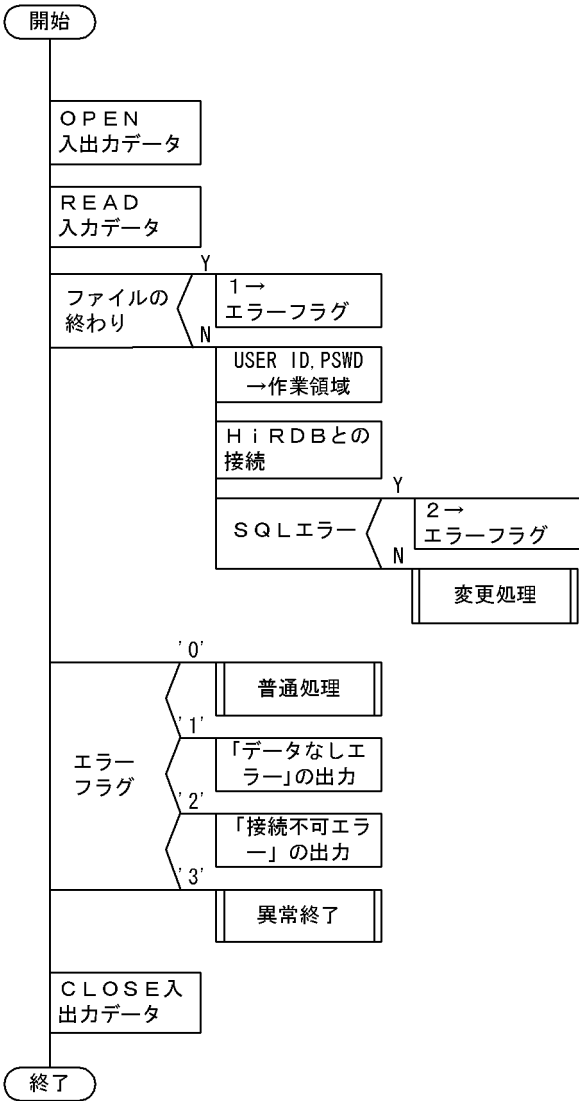 開始
ＯＰＥＮ
入出力データ
ＲＥＡＤ
入力データ
Y
ファイルの
終わり
１→
エラーフラグ
N
USER ID,PSWD
→作業領域
ＨｉＲＤＢとの
接続
Y
ＳＱＬエラー
２→
エラーフラグ
N
変更処理
'0'
普通処理
'1'
エラー
フラグ
「データなしエ
ラー」の出力
'2'
「接続不可エラ
ー」の出力
'3'
異常終了
ＣＬＯＳＥ入
出力データ
終了